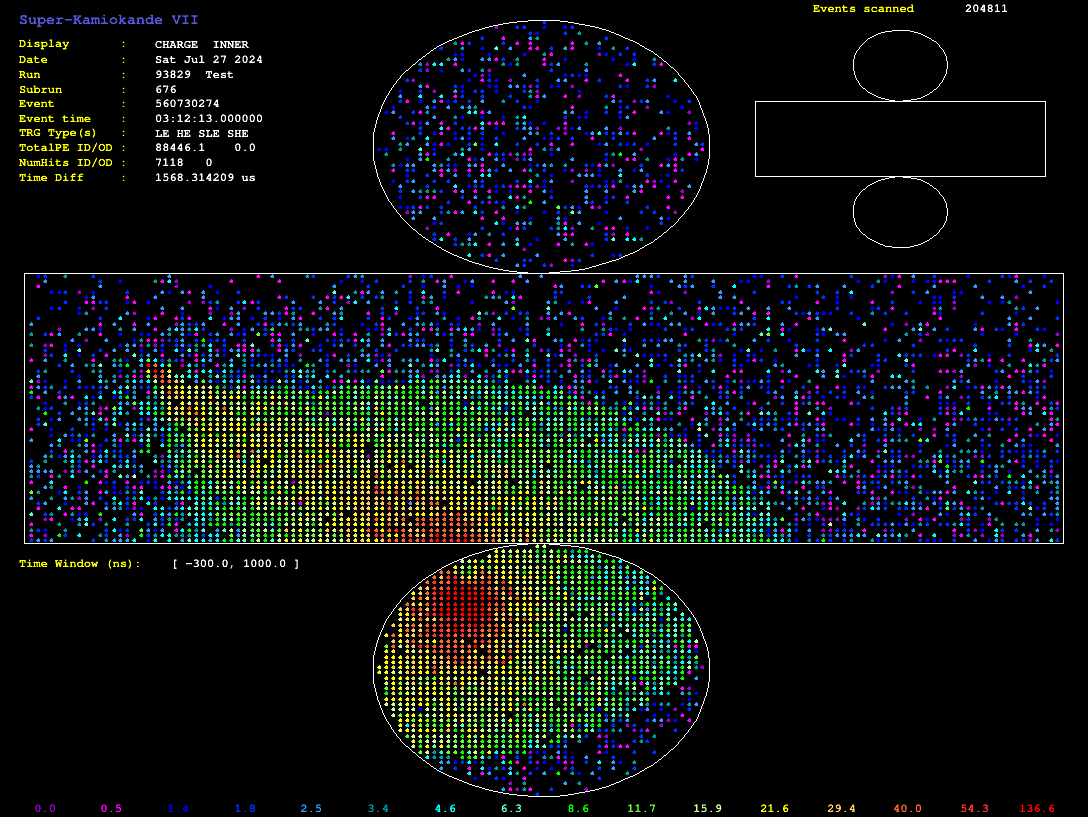 Super-Kamiokande VII
Events scanned 204811
Display : CHARGE INNER
Date : Sat Jul 27 2024
Run : 93829 Test
Subrun : 676
Event : 560730274
Event time : 03:12:13.000000
TRG Type(s) : LE HE SLE SHE
TotalPE ID/OD : 88446.1 0.0
NumHits ID/OD : 7118 0
Time Diff : 1568.314209 us
Time Window (ns): [ -300.0, 1000.0 ]
0.0 0.5 1.4 1.8 2.5 3.4 4.6 6.3 8.6 11.7 15.9 21.6 29.4 40.0 54.3 136.6